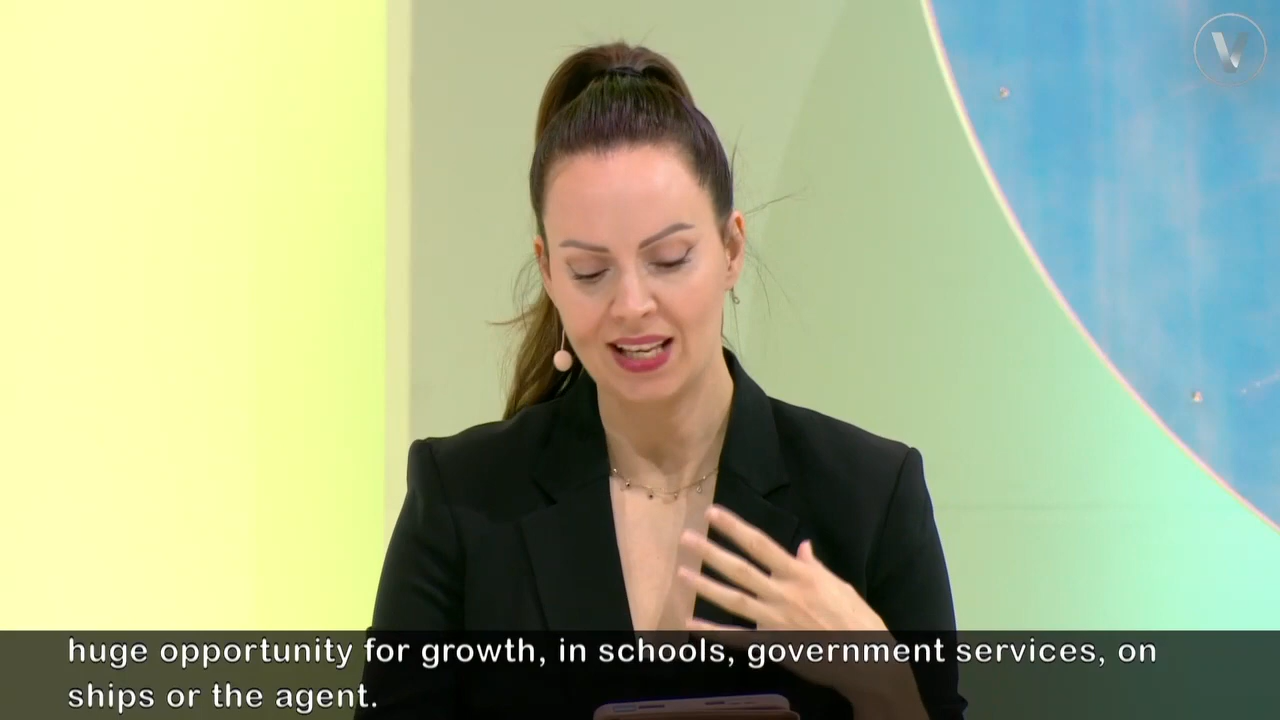 V
huge opportunity for growth, in schools, government services, on
ships or the agent.